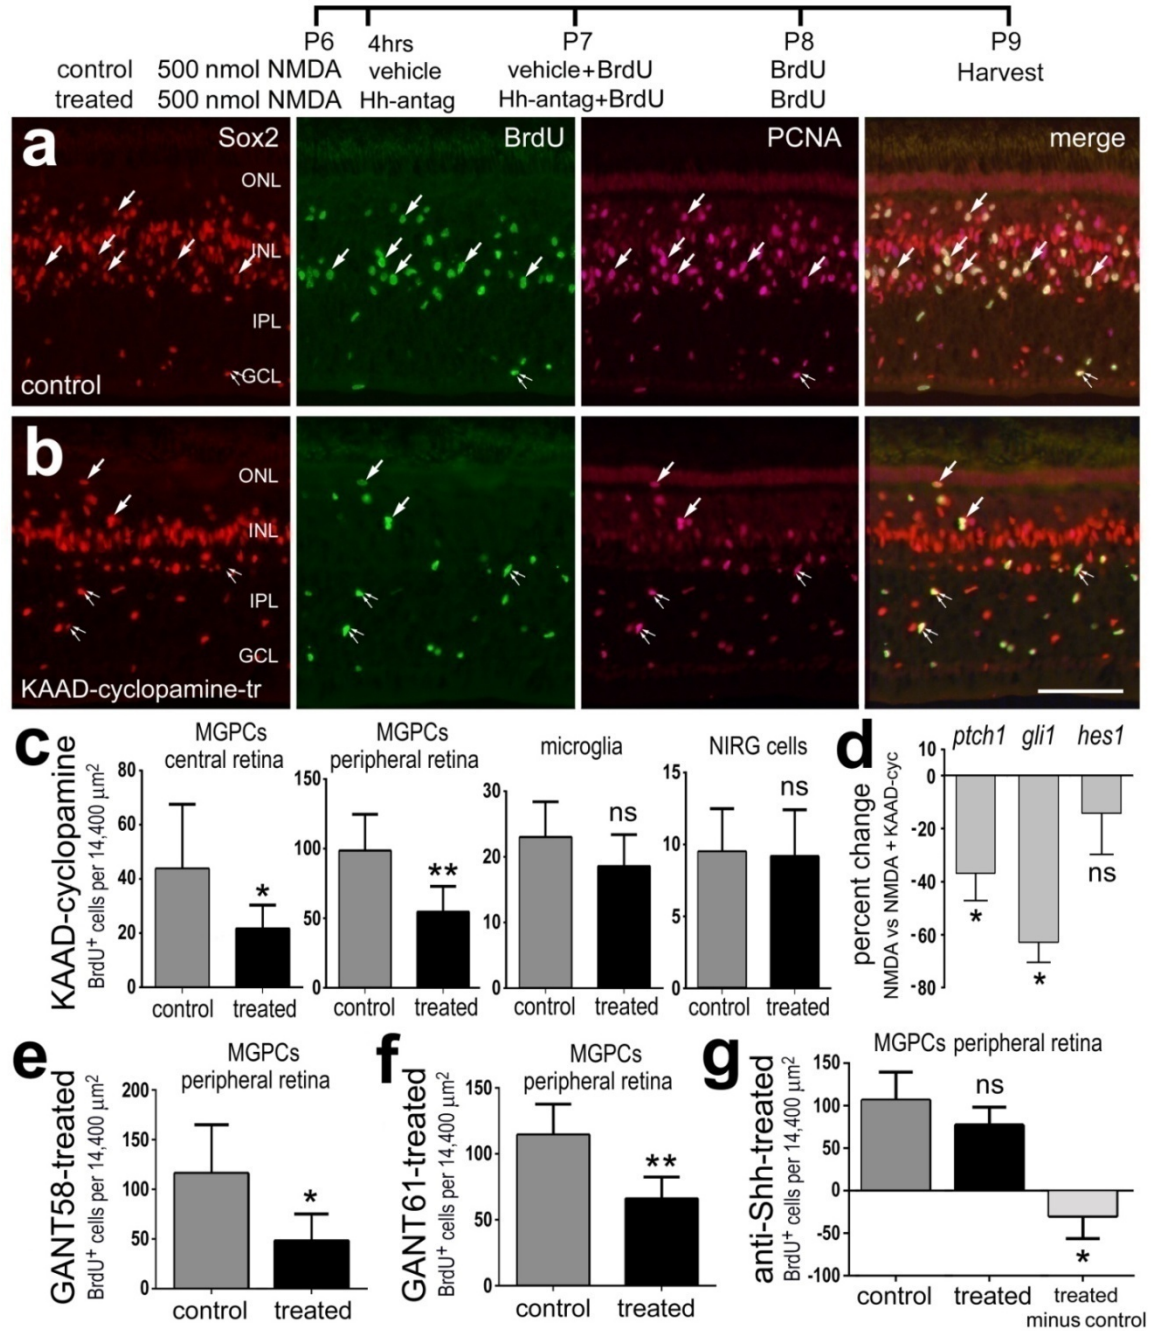 P6 4hrs P7 P8 P9
control 500 nmol NMDA vehicle vehicle+BrdU BrdU Harvest
treated 500 nmol NMDA Hh-antag Hh-antag+BrdU BrdU
a Sox2 BrdU PCNA merge
ONL
INL
IPL
GCL
control
b
ONL
INL
IPL
GCL
KAAD-cyclopamine-tr
c
KAAD-cyclopamine
BrdU+ cells per 14,400 µm2
MGPCs
central retina
80
60
40
20
0
*
control treated
MGPCs
peripheral retina
150
100
50
0
**
control treated
microglia
30
20
10
0
ns
control treated
NIRG cells
15
10
5
0
ns
control treated
d
percent change
NMDA vs NMDA + KAAD-cyc
ptch1 gli1 hes1
10
0
-20
-40
-60
-80
* * ns
e
GANT58-treated
BrdU+ cells per 14,400 µm2
MGPCs
peripheral retina
200
150
100
50
0
*
control treated
f
GANT61-treated
BrdU+ cells per 14,400 µm2
MGPCs
peripheral retina
150
100
50
0
**
control treated
g
anti-Shh-treated
BrdU+ cells per 14,400 µm2
MGPCs peripheral retina
150
100
50
0
-50
-100
ns
*
control treated treated
minus control